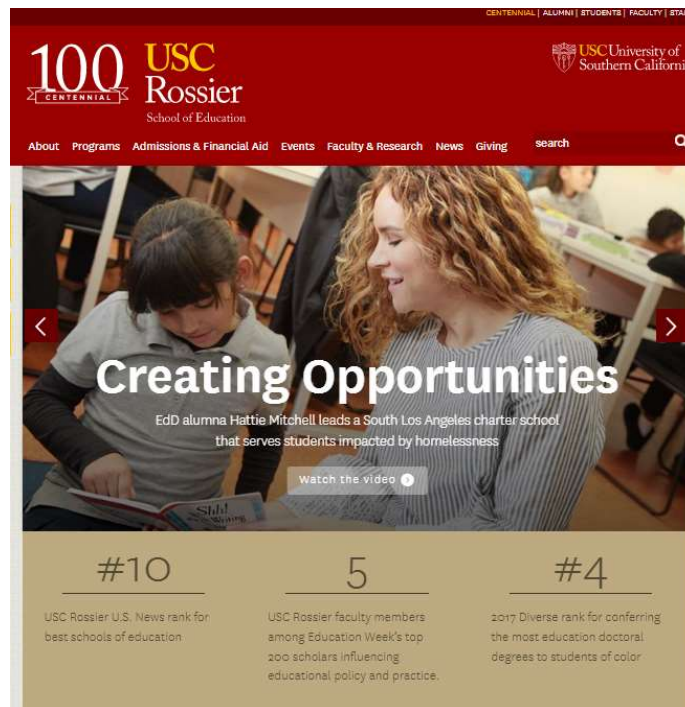 CENTENNIAL | ALUMNI | STUDENTS | FACULTY |
100
CENTENNIAL
USC
Rossier
School of Education
USC University of
Southern California
About Programs Admissions & Financial Aid Events Faculty & Research News Giving
search
Creating Opportunities
EdD alumna Hattie Mitchell leads a South Los Angeles charter school
that serves students impacted by homelessness
Watch the video
Shh!
Writing
#10
USC Rossier U.S. News rank for
best schools of education
5
USC Rossier faculty members
among Education Week's top
200 scholars influencing
educational policy and practice.
#4
2017 Diverse rank for conferring
the most education doctoral
degrees to students of color